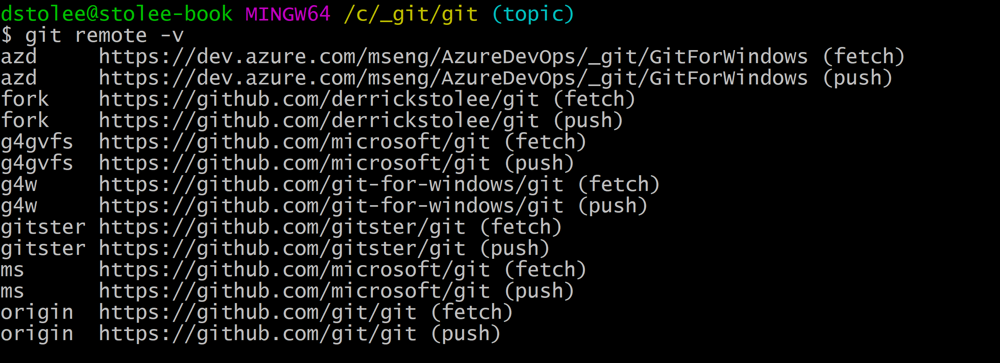 dstolee@stolee-book MINGW64 /c/_git/git (topic)
$ git remote -v
azd     https://dev.azure.com/mseng/AzureDevOps/_git/GitForWindows (fetch)
azd     https://dev.azure.com/mseng/AzureDevOps/_git/GitForWindows (push)
fork    https://github.com/derrickstolee/git (fetch)
fork    https://github.com/derrickstolee/git (push)
g4gvfs  https://github.com/microsoft/git (fetch)
g4gvfs  https://github.com/microsoft/git (push)
g4w     https://github.com/git-for-windows/git (fetch)
g4w     https://github.com/git-for-windows/git (push)
gitster https://github.com/gitster/git (fetch)
gitster https://github.com/gitster/git (push)
ms      https://github.com/microsoft/git (fetch)
ms      https://github.com/microsoft/git (push)
origin  https://github.com/git/git (fetch)
origin  https://github.com/git/git (push)